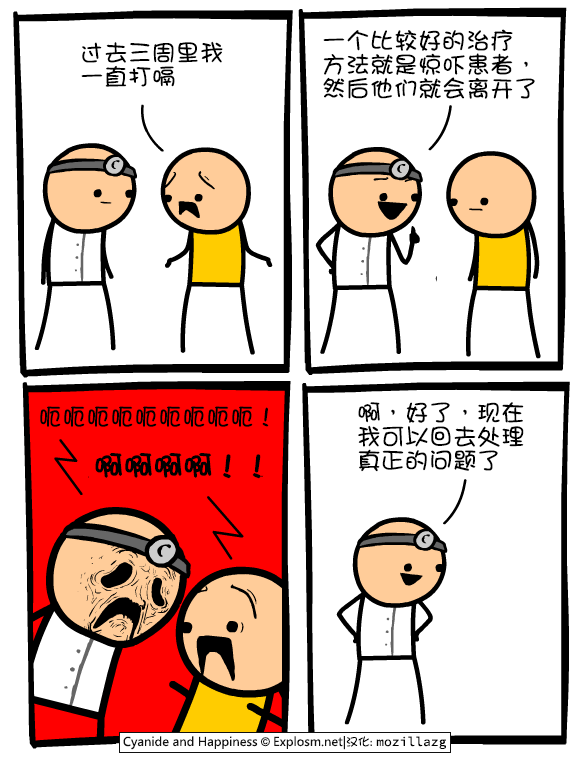 过去三周里我
一直打嗝
一个比较好的治疗
方法就是惊吓患者，
然后他们就会离开了
呃呃呃呃呃呃呃呃呃！
啊啊啊啊！！
啊，好了，现在
我可以回去处理
真正的问题了
Cyanide and Happiness © Explosm.net|汉化: mozillazg